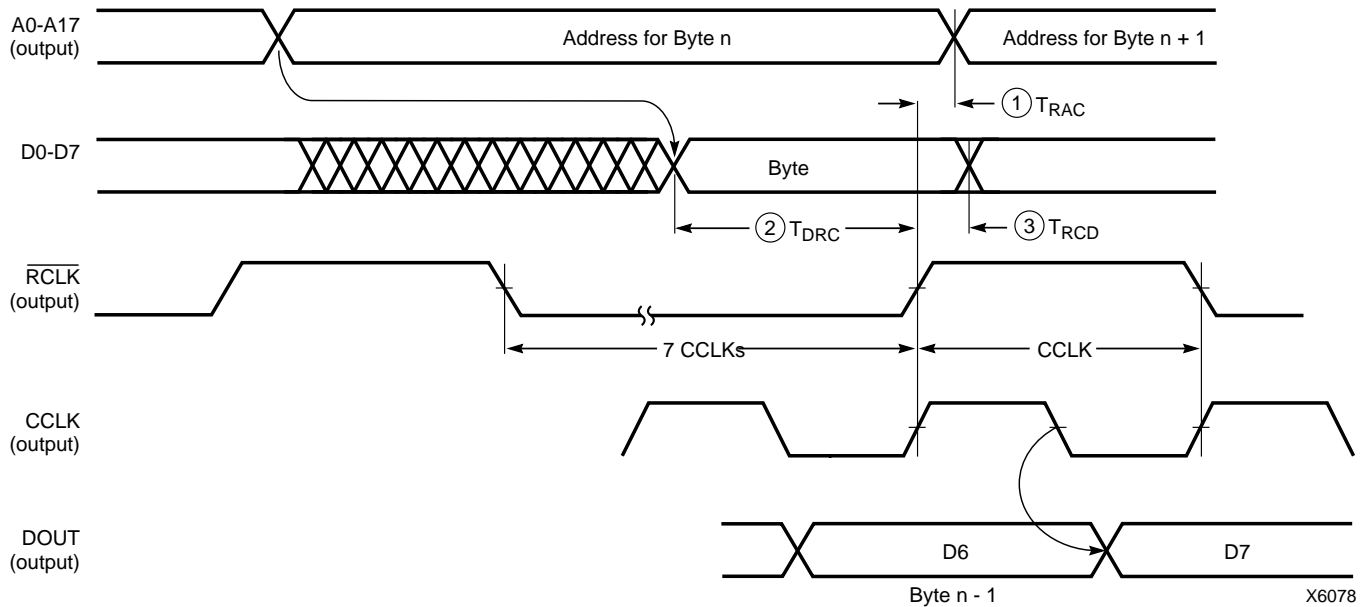 A0-A17
(output)
Address for Byte n
Address for Byte n + 1
1 TRAC
D0-D7
Byte
2 TDRC
3 TRCD
RCLK
(output)
7 CCLKs
CCLK
CCLK
(output)
DOUT
(output)
D6
D7
Byte n - 1
X6078